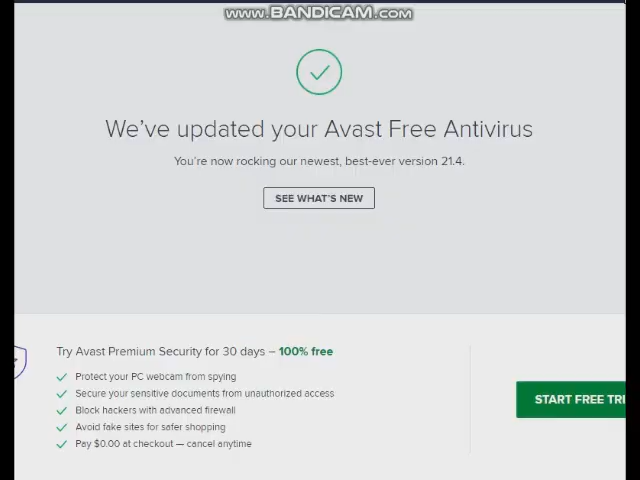 www.BANDICAM.com
We've updated your Avast Free Antivirus
You're now rocking our newest, best-ever version 21.4.
SEE WHAT'S NEW
Try Avast Premium Security for 30 days – 100% free
Protect your PC webcam from spying
Secure your sensitive documents from unauthorized access
Block hackers with advanced firewall
Avoid fake sites for safer shopping
Pay $0.00 at checkout — cancel anytime
START FREE TRI